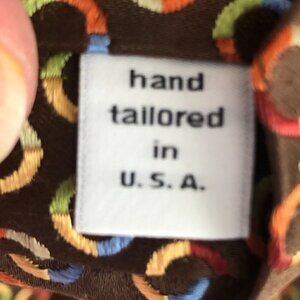 hand
tailored
in
U. S. A.